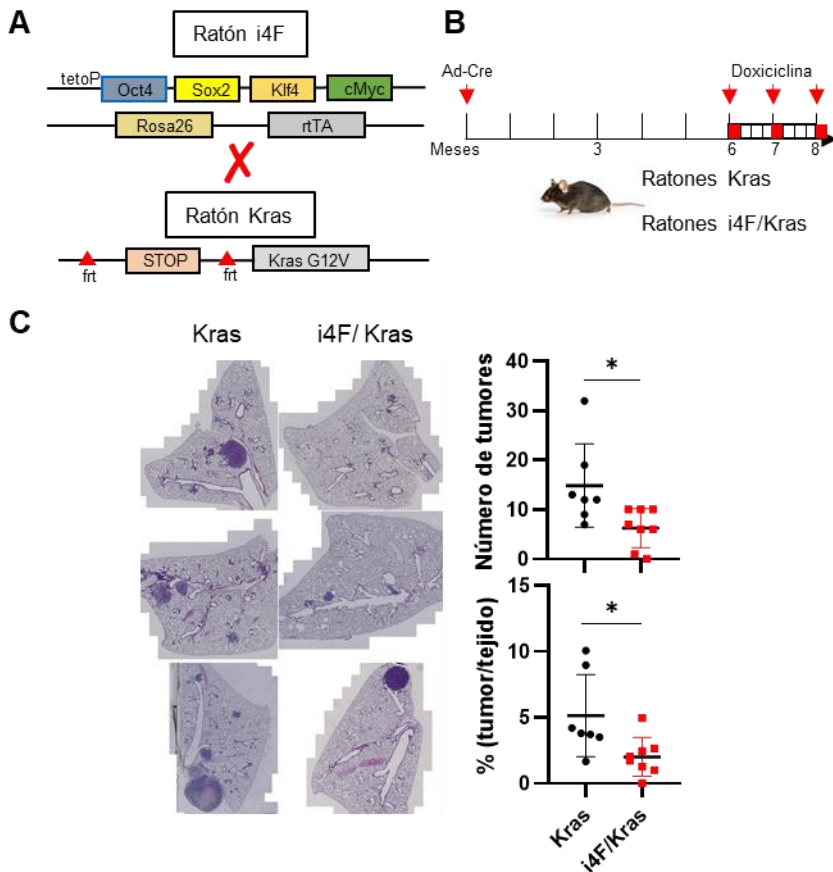 A
Ratón i4F
tetoP
Oct4 Sox2 Klf4 cMyc
Rosa26 rtTA
Ratón Kras
STOP Kras G12V
frt frt
B
Ad-Cre Doxiciclina
Meses 3 6 7 8
Ratones Kras
Ratones i4F/Kras
C
Kras i4F/ Kras
Número de tumores
40
30
20
10
0
*
% (tumor/tejido)
15
10
5
0
*
Kras
i4F/Kras